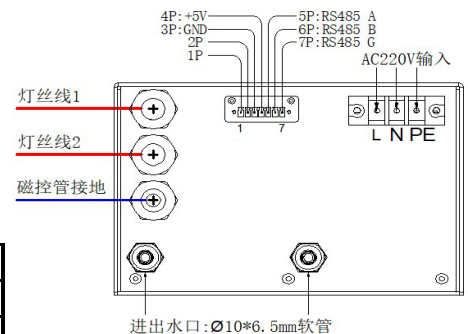 4P:+5V
5P:RS485 A
3P:GND
6P:RS485 B
2P
7P:RS485 G
1P
AC220V输入
灯丝线1
1 7
L N PE
灯丝线2
磁控管接地
进出水口:Ø10*6.5mm软管